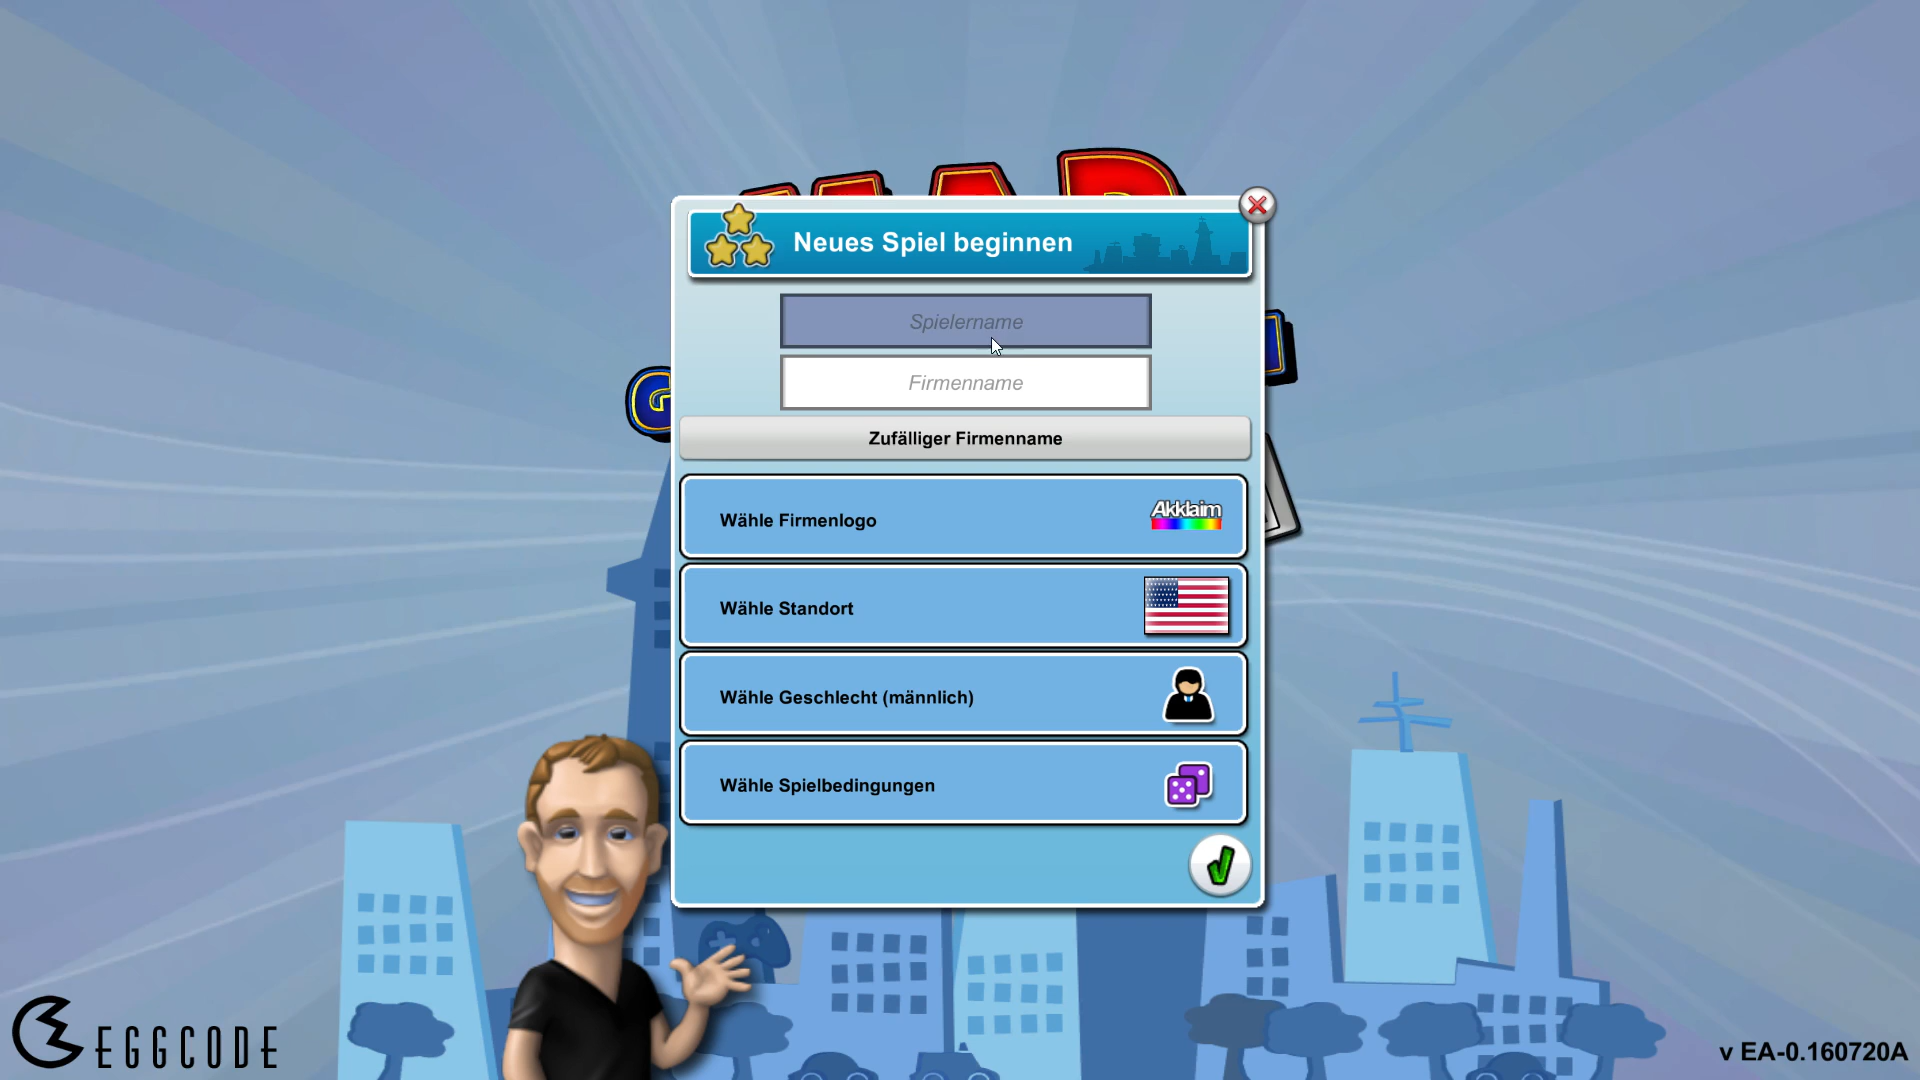 Neues Spiel beginnen
Spielername
Firmenname
Zufälliger Firmenname
Wähle Firmenlogo
Akklaim
Wähle Standort
Wähle Geschlecht (männlich)
Wähle Spielbedingungen
EGGCODE
v EA-0.160720A